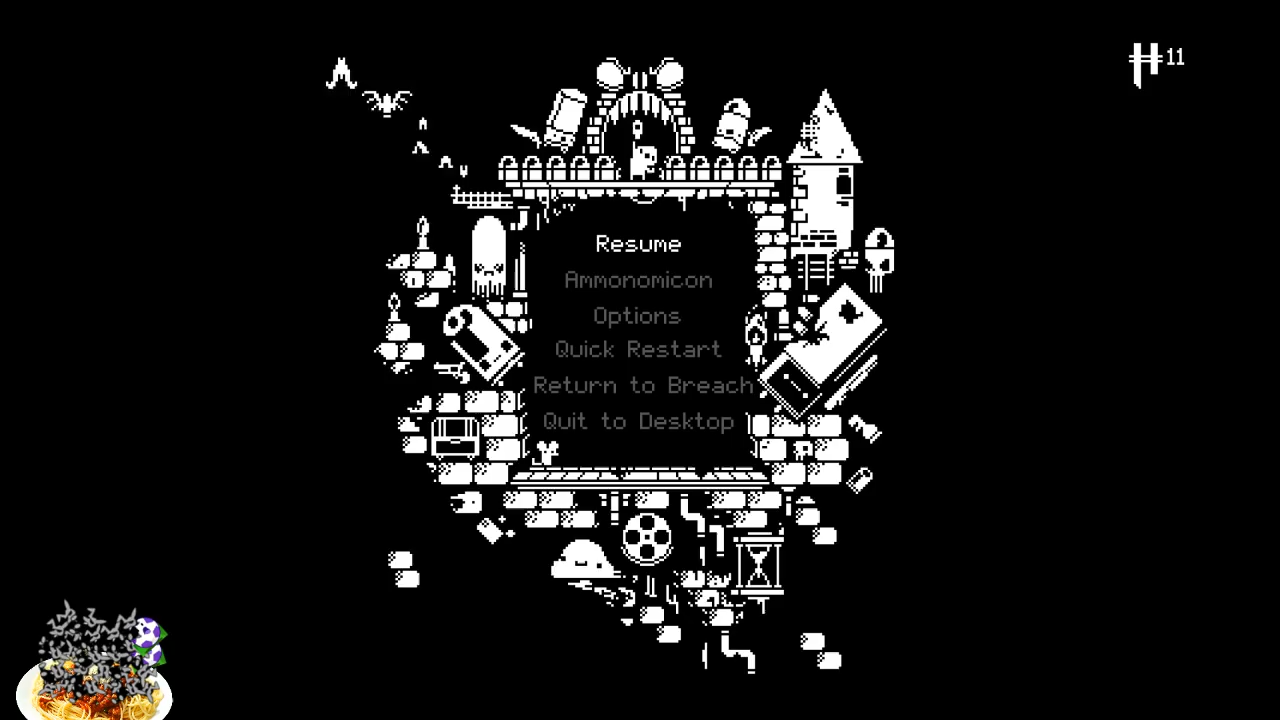 11
Resume
Ammonomicon
Options
Quick Restart
Return to Breach
Quit to Desktop